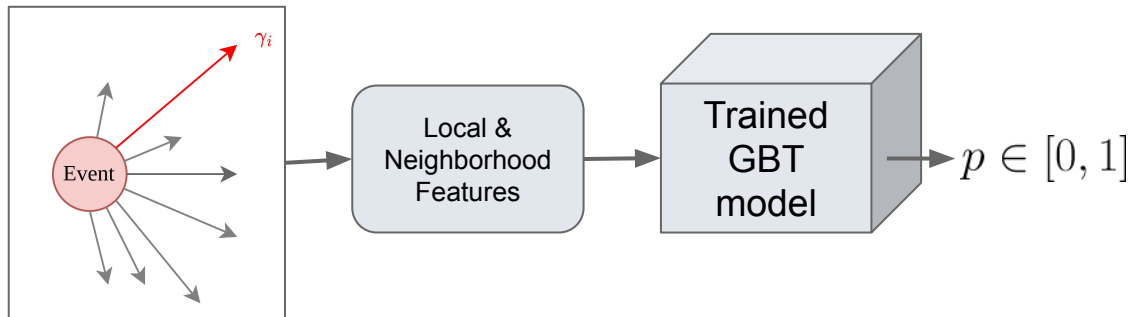 γᵢ
Event
Local &
Neighborhood
Features
Trained
GBT
model
p ∈ [0, 1]